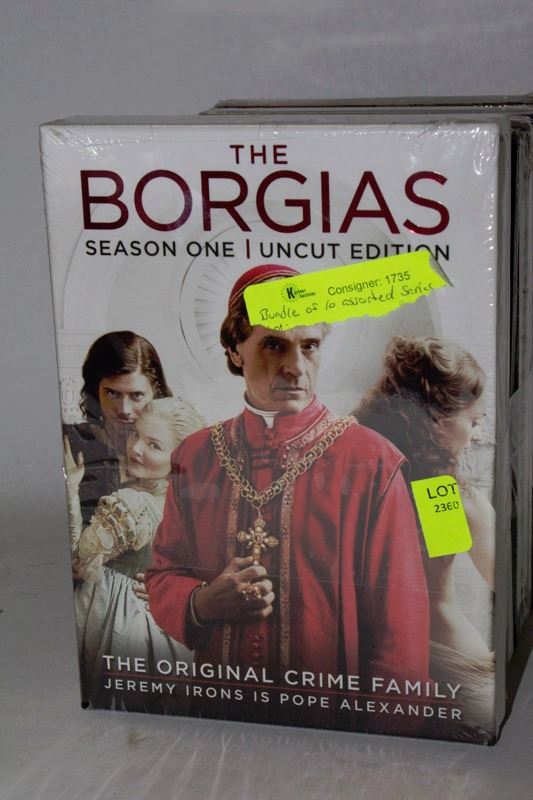 THE
BORGIAS
SEASON ONE | UNCUT EDITION
Consigner: 1735
Bundle of 10 assorted Series
LOT
2360
THE ORIGINAL CRIME FAMILY
JEREMY IRONS IS POPE ALEXANDER